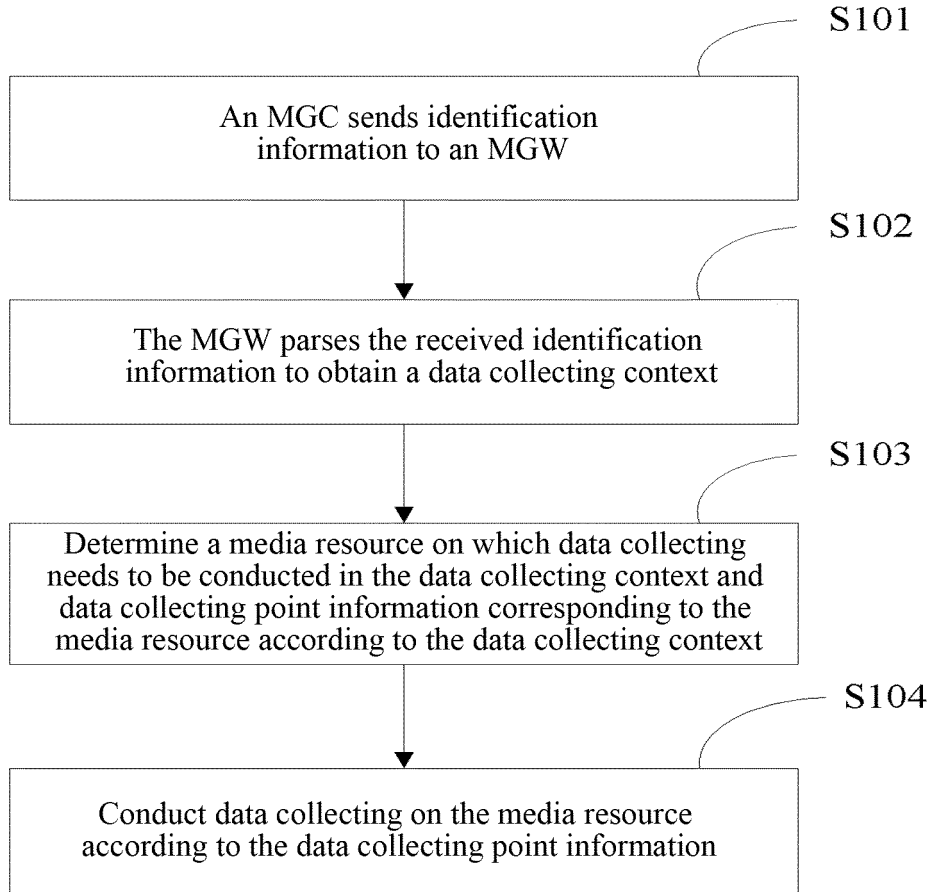 S101
An MGC sends identification
information to an MGW
S102
The MGW parses the received identification
information to obtain a data collecting context
S103
Determine a media resource on which data collecting
needs to be conducted in the data collecting context and
data collecting point information corresponding to the
media resource according to the data collecting context
S104
Conduct data collecting on the media resource
according to the data collecting point information